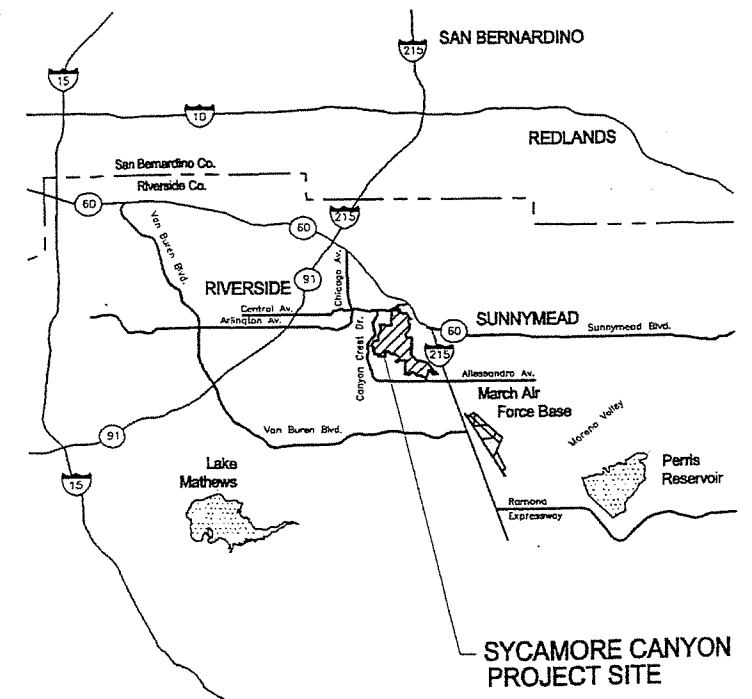 215
SAN BERNARDINO
15
10
REDLANDS
San Bernardino Co.
Riverside Co.
60
215
60
Van Buren Blvd.
Chicago Av.
91
RIVERSIDE
Central Av.
Arlington Av.
Canyon Crest Dr.
SUNNYMEAD
60
Sunnymead Blvd.
215
Allessandro Av.
March Air
Force Base
Moreno Valley
Van Buren Blvd.
91
Lake
Mathews
15
Perris
Reservoir
Ramona
Expressway
SYCAMORE CANYON
PROJECT SITE